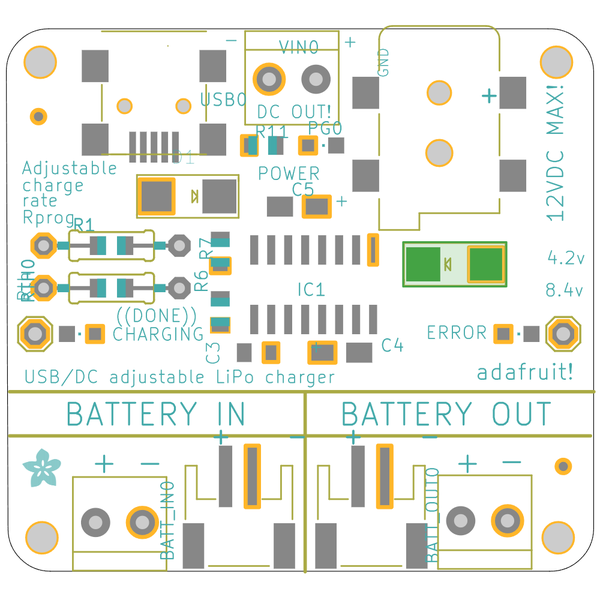 − VIN0 +
GND
USB0
DC OUT!
R11 PG0
12VDC MAX!
+
Adjustable
charge
rate
Rprog
POWER
C5
+
R1
R7
4.2v
RTH0
R6
IC1
8.4v
((DONE))
CHARGING
ERROR
C3
C4
USB/DC adjustable LiPo charger
adafruit!
BATTERY IN
BATTERY OUT
+ −
+ −
+ −
+ −
BATT_IN0
BATT_OUT0